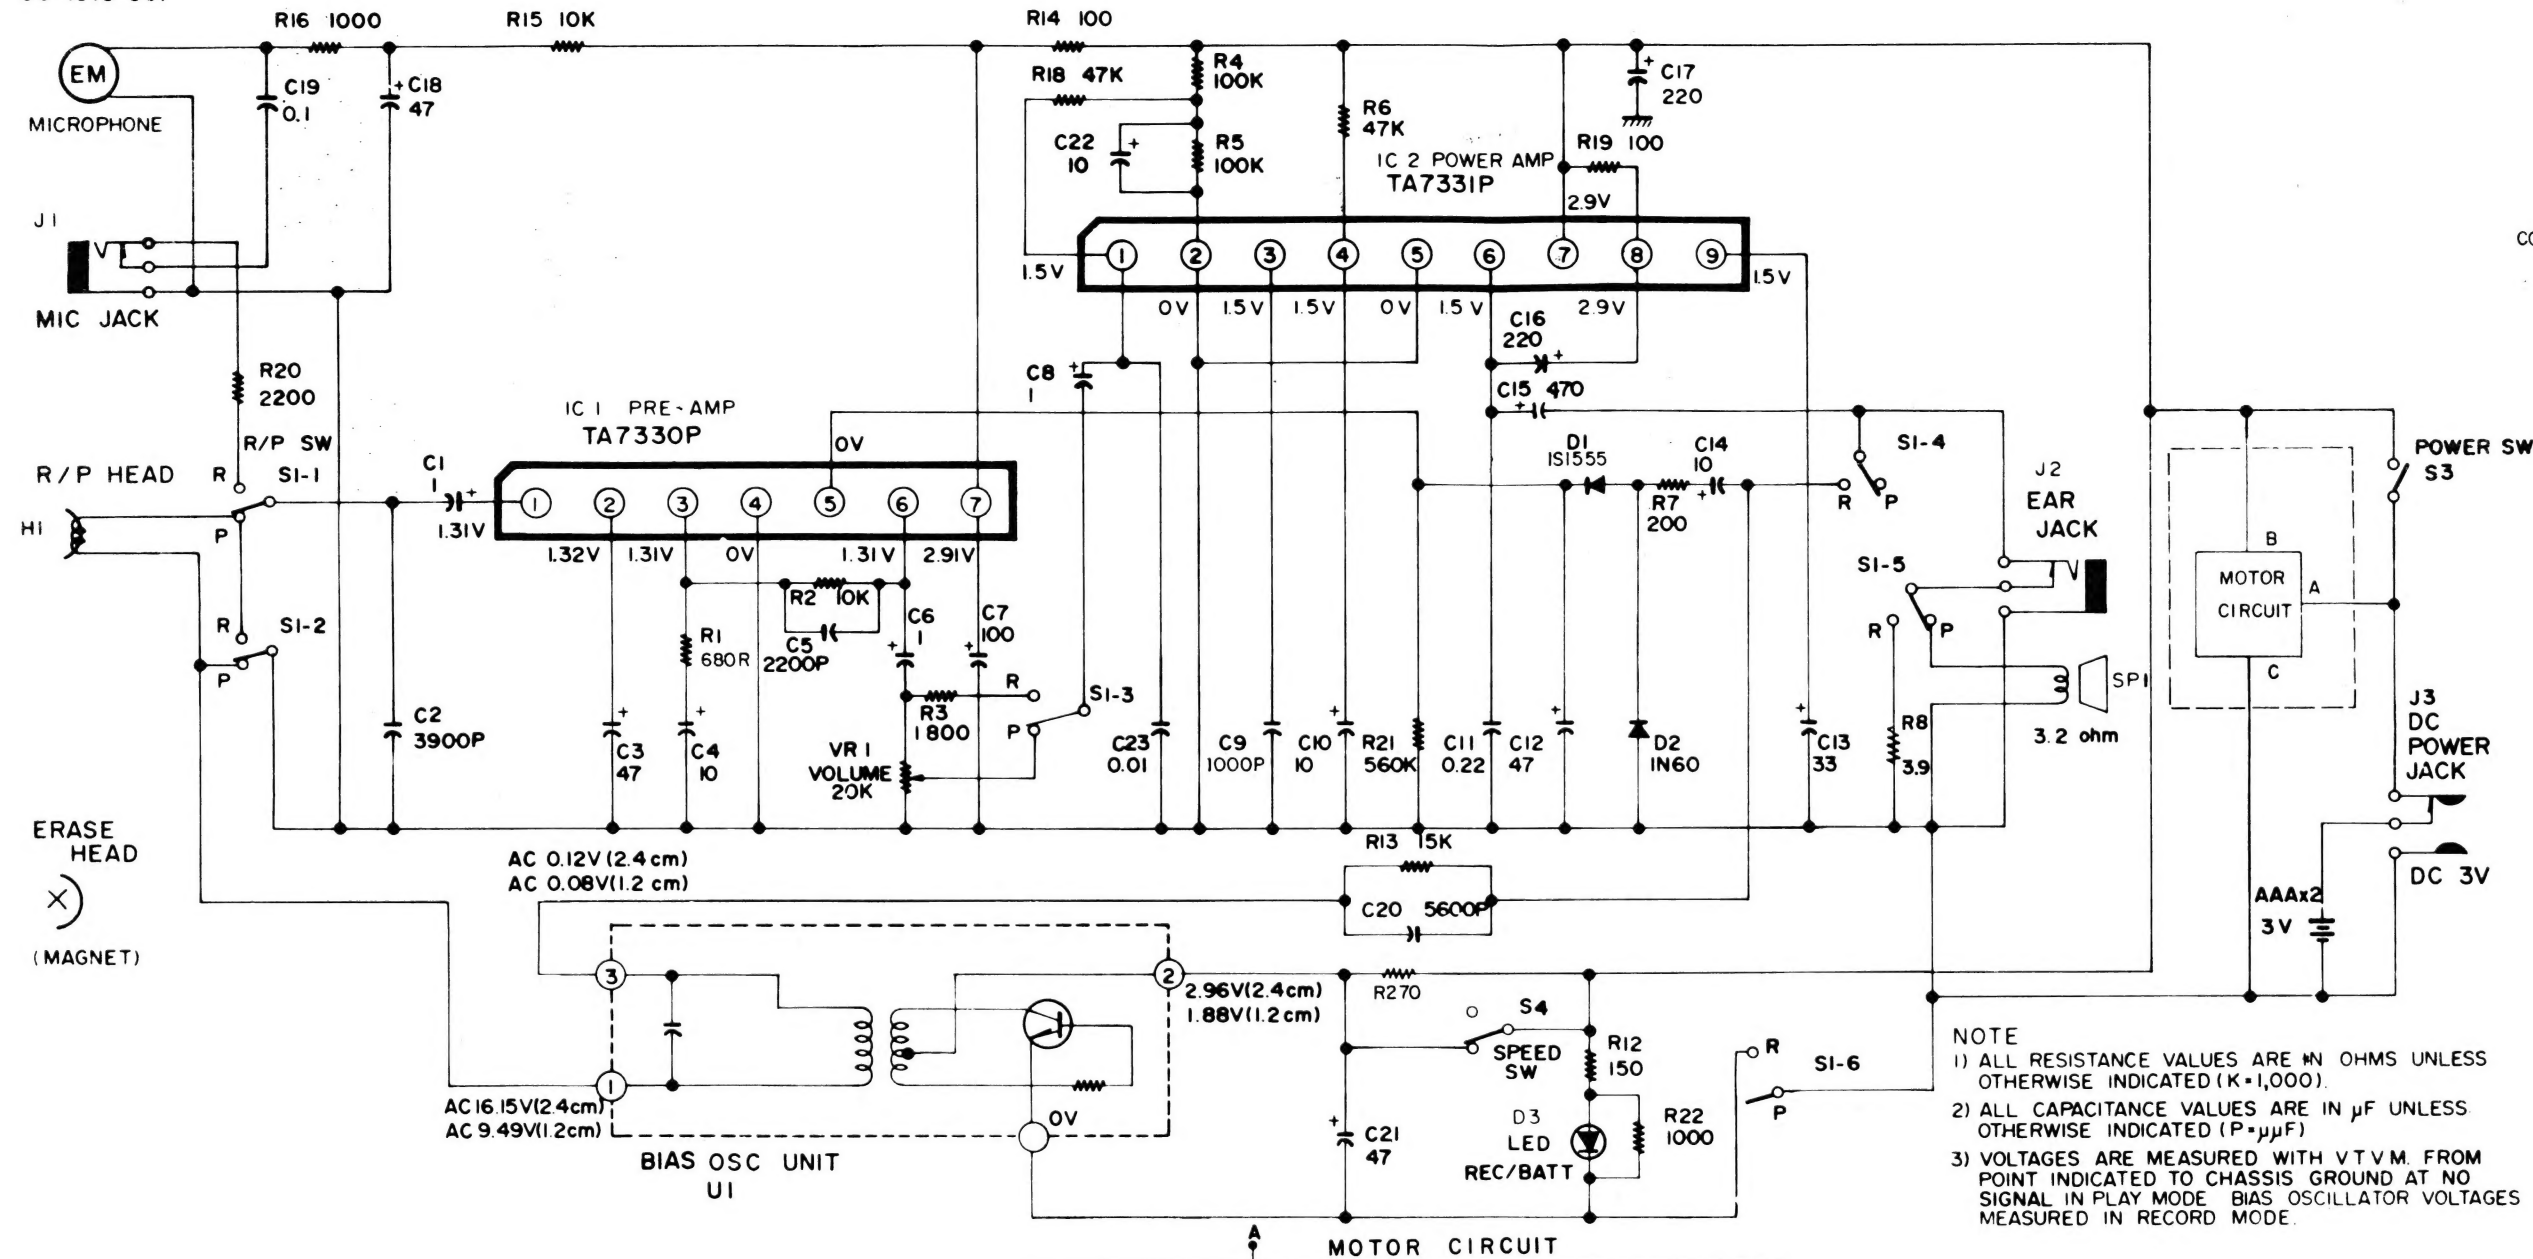 R16 1000
R15 10K
R14 100
EM
MICROPHONE
C19
0.1
+
C18
47
R18 47K
R4
100K
C22
10
+
R5
100K
R6
47K
+
C17
220
R19 100
IC 2 POWER AMP
TA7331P
2.9V
J1
MIC JACK
1.5V
1 2 3 4 5 6 7 8 9
1.5V
0V 1.5V 1.5V 0V 1.5V 2.9V
C16
220
+
C15 470
+
C8
1
+
R20
2200
IC 1 PRE-AMP
TA7330P
0V
R/P SW
R/P HEAD
H1
R
P
S1-1
C1
1
+
1.31V
1 2 3 4 5 6 7
1.32V 1.31V 0V 1.31V 2.91V
D1
1S1555
R7
200
C14
10
+
S1-4
R P
J2
EAR
JACK
POWER SW
S3
R
P
S1-2
R2 10K
C5
2200P
R1
680R
C6
1
+
C7
100
+
R3
1800
R
P
S1-3
VR 1
VOLUME
20K
C2
3900P
+
C3
47
+
C4
10
C23
0.01
C9
1000P
+
C10
10
R21
560K
C11
0.22
+
C12
47
D2
1N60
+
C13
33
S1-5
R
P
R8
3.9
SP1
3.2 ohm
MOTOR
CIRCUIT
B
A
C
J3
DC
POWER
JACK
DC 3V
AAAx2
3V
ERASE
HEAD
(MAGNET)
AC 0.12V(2.4cm)
AC 0.08V(1.2 cm)
R13 15K
C20 5600P
3
1
2
2.96V(2.4cm)
1.88V(1.2cm)
R270
S4
SPEED
SW
R12
150
D3
LED
REC/BATT
R22
1000
+
C21
47
R
P
S1-6
AC16.15V(2.4cm)
AC 9.49V(1.2cm)
0V
BIAS OSC UNIT
U1
A
MOTOR CIRCUIT
NOTE
1) ALL RESISTANCE VALUES ARE IN OHMS UNLESS
OTHERWISE INDICATED (K=1,000).
2) ALL CAPACITANCE VALUES ARE IN μF UNLESS
OTHERWISE INDICATED (P=μμF)
3) VOLTAGES ARE MEASURED WITH VTVM. FROM
POINT INDICATED TO CHASSIS GROUND AT NO
SIGNAL IN PLAY MODE BIAS OSCILLATOR VOLTAGES
MEASURED IN RECORD MODE.